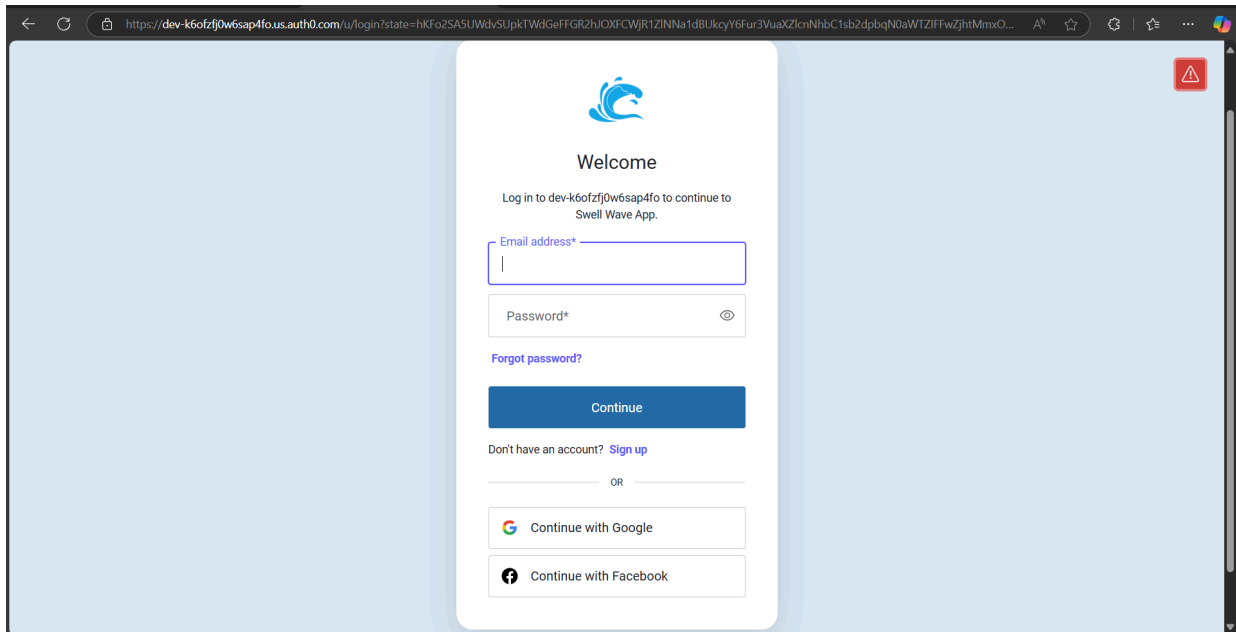 https://dev-k6ofzfj0w6sap4fo.us.auth0.com/u/login?state=hKFo2SA5UWdvSUpkTWdGeFFGR2hJOXFCWjR1ZlNNa1dBUkcyY6Fur3VuaXZlcnNhbC1sb2dpbqN0aWTZIFFwZjhtMmxO...
Welcome
Log in to dev-k6ofzfj0w6sap4fo to continue to
Swell Wave App.
Email address*
Password*
Forgot password?
Continue
Don't have an account? Sign up
OR
Continue with Google
Continue with Facebook